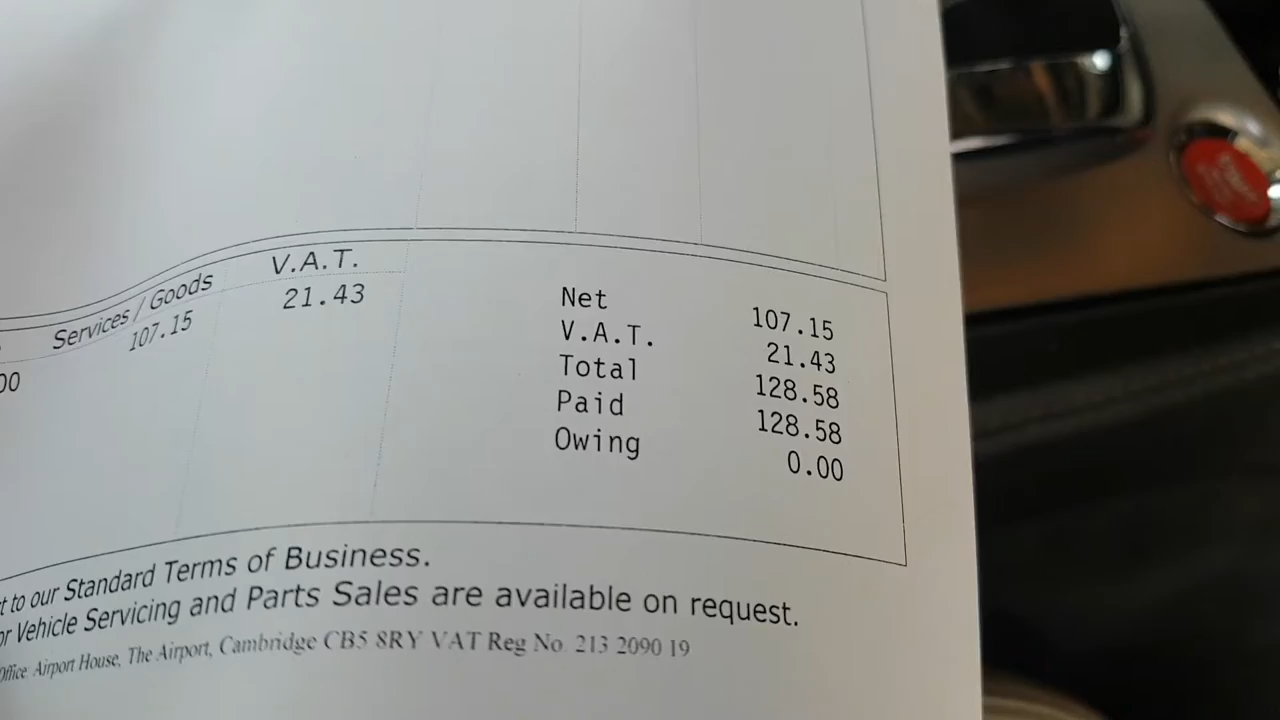 Services / Goods V.A.T.
107.15 21.43
00
Net 107.15
V.A.T. 21.43
Total 128.58
Paid 128.58
Owing 0.00
to our Standard Terms of Business.
Vehicle Servicing and Parts Sales are available on request.
Office: Airport House, The Airport, Cambridge CB5 8RY VAT Reg No. 213 2090 19